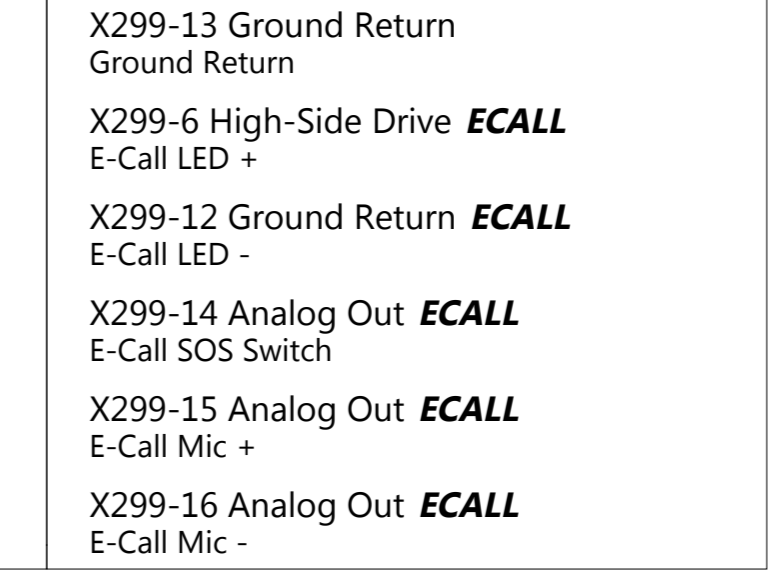 X299-13 Ground Return
Ground Return
X299-6 High-Side Drive ECALL
E-Call LED +
X299-12 Ground Return ECALL
E-Call LED -
X299-14 Analog Out ECALL
E-Call SOS Switch
X299-15 Analog Out ECALL
E-Call Mic +
X299-16 Analog Out ECALL
E-Call Mic -